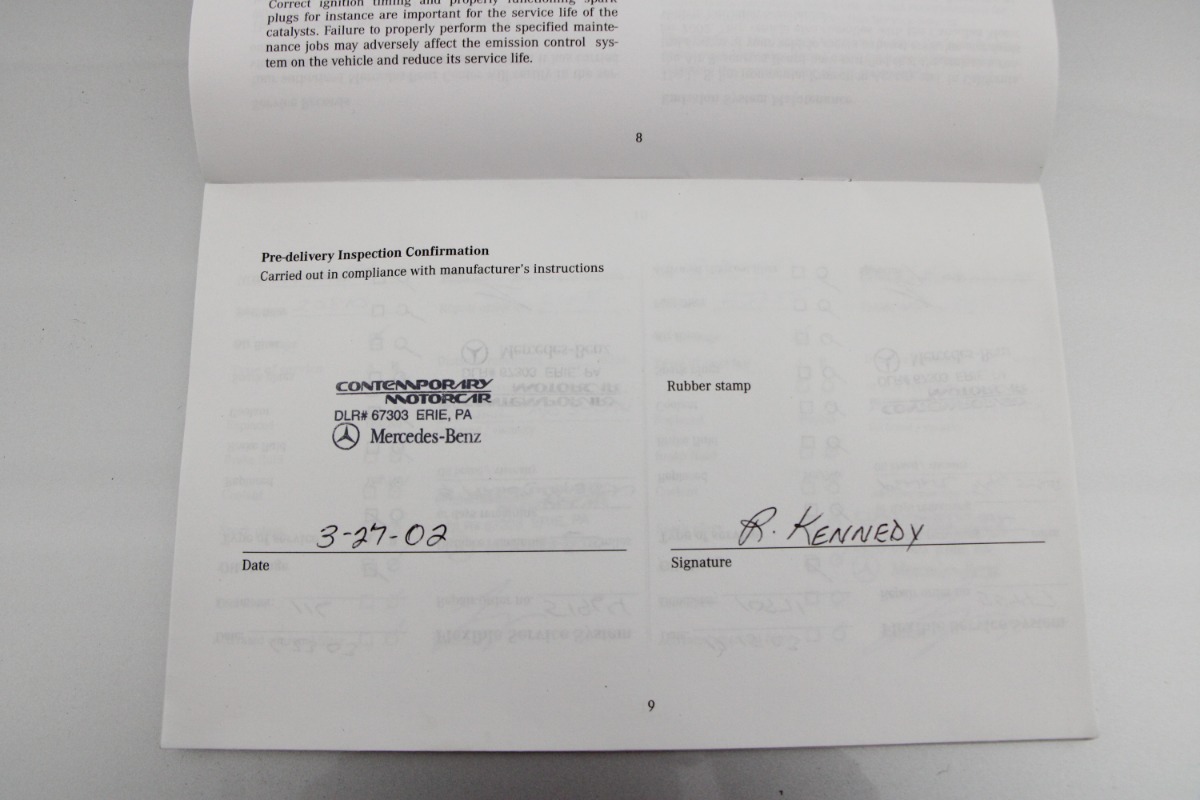 Correct ignition timing and properly functioning spark
plugs for instance are important for the service life of the
catalysts. Failure to properly perform the specified mainte-
nance jobs may adversely affect the emission control sys-
tem on the vehicle and reduce its service life.
8
Pre-delivery Inspection Confirmation
Carried out in compliance with manufacturer's instructions
CONTEMPORARY
MOTORCAR
DLR# 67303 ERIE, PA
Mercedes-Benz
Rubber stamp
3-27-02
R. KENNEDY
Date
Signature
9